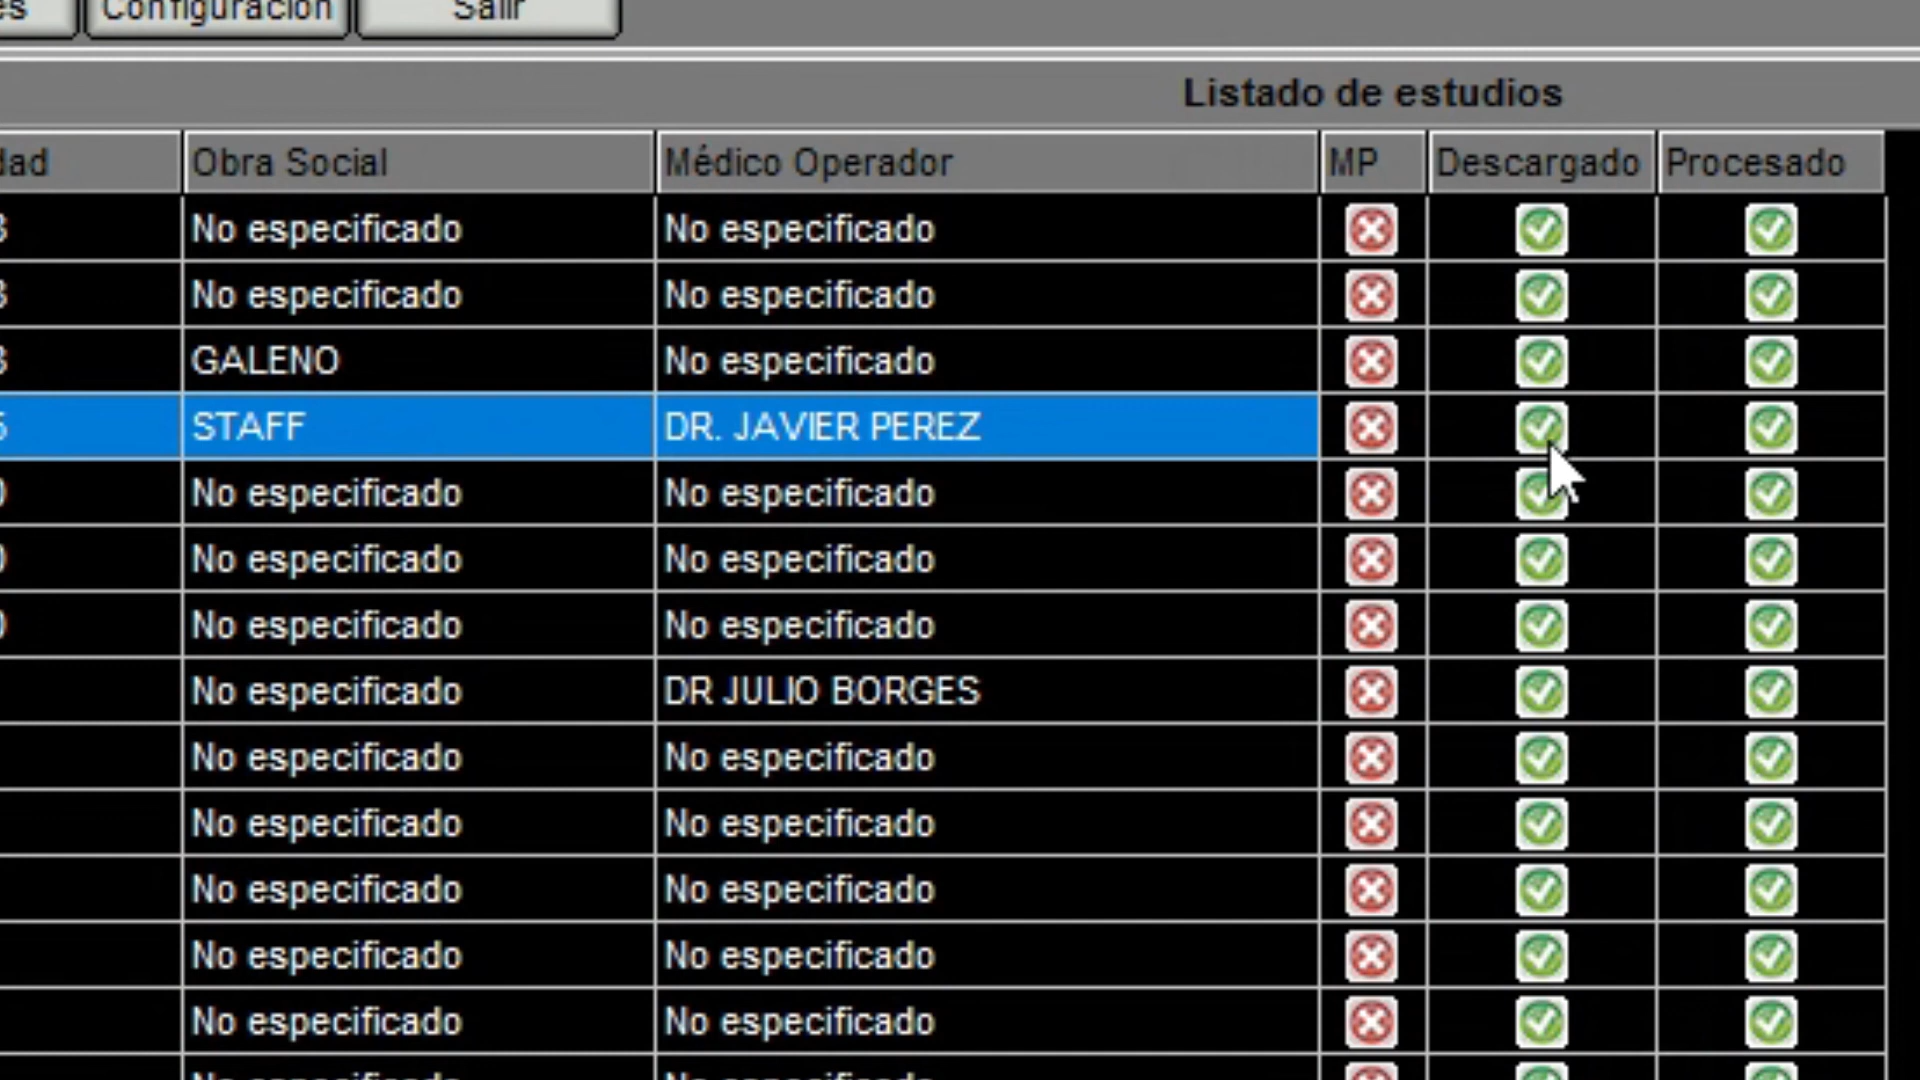 Configuración Salir
Listado de estudios
Obra Social Médico Operador MP Descargado Procesado
No especificado No especificado
No especificado No especificado
GALENO No especificado
STAFF DR. JAVIER PEREZ
No especificado No especificado
No especificado No especificado
No especificado No especificado
No especificado DR JULIO BORGES
No especificado No especificado
No especificado No especificado
No especificado No especificado
No especificado No especificado
No especificado No especificado